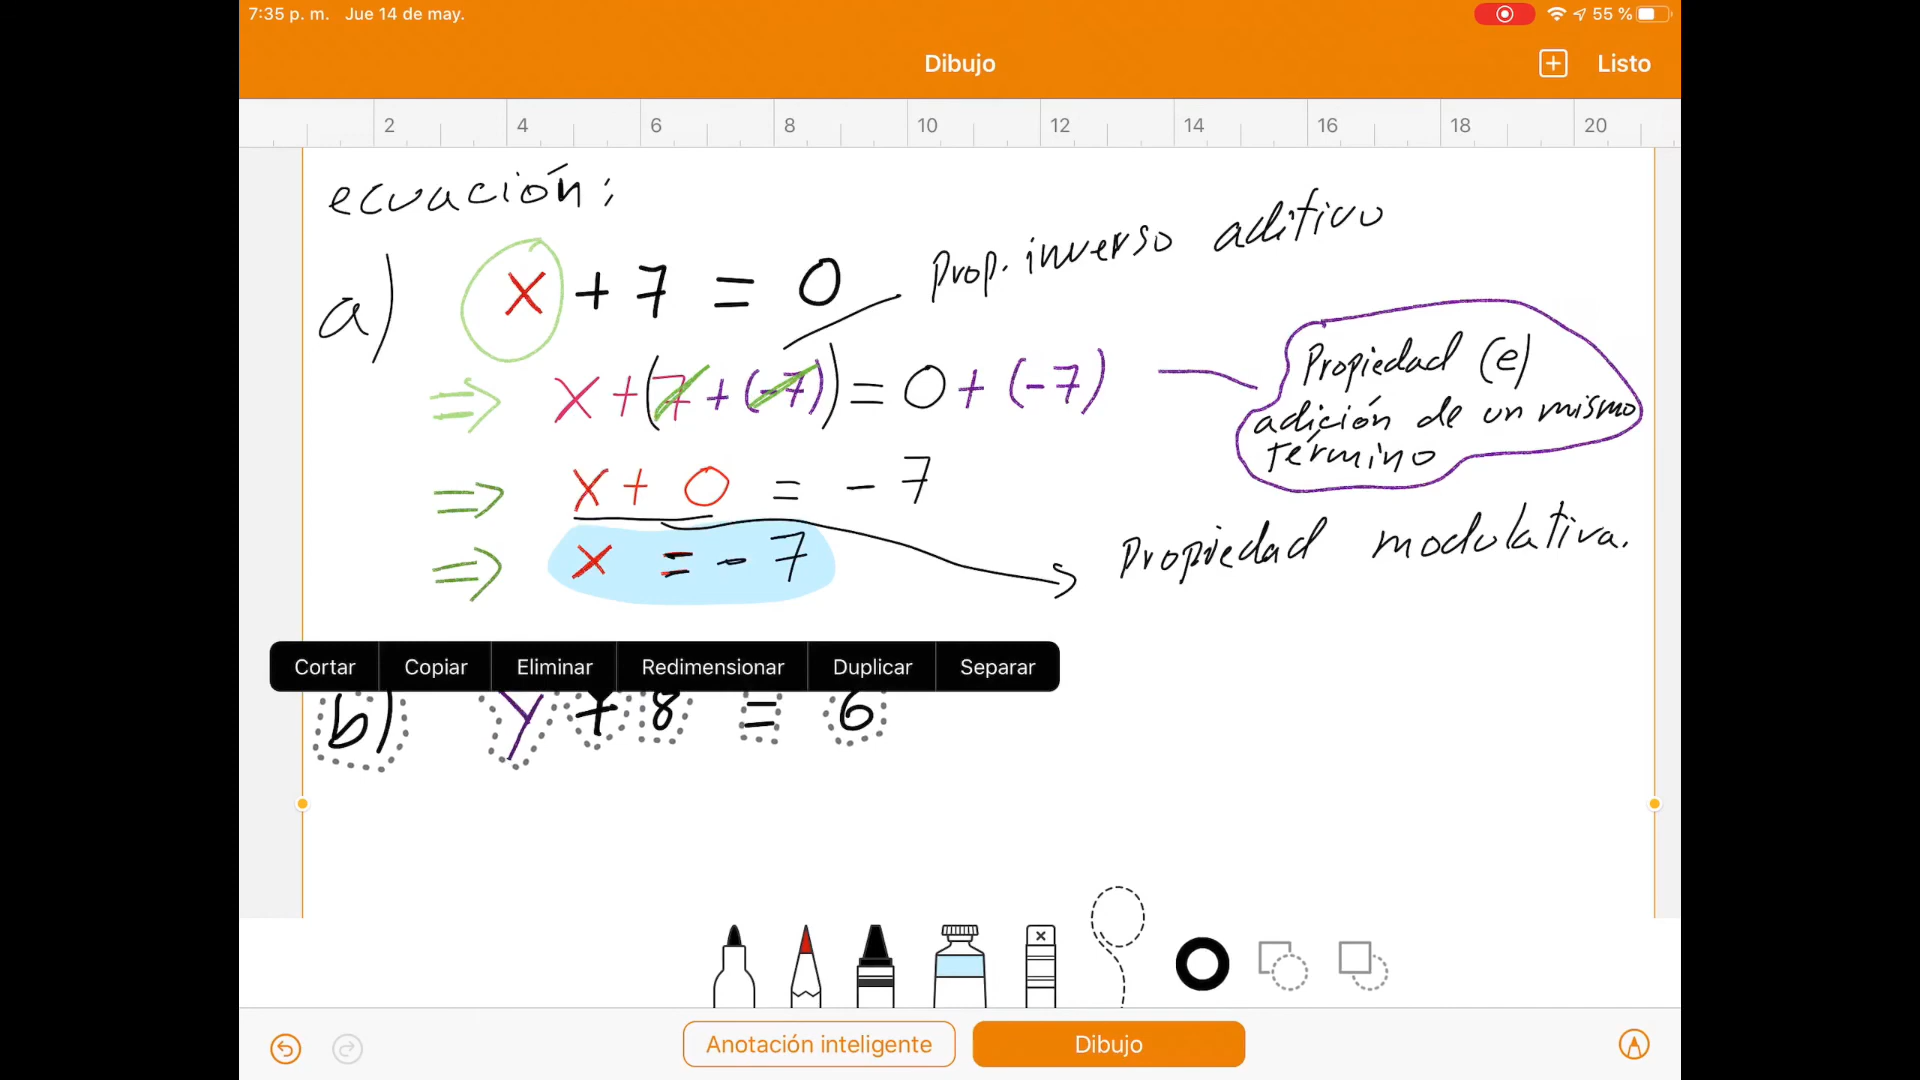 7:35 p. m. Jue 14 de may.
55 %
Dibujo
Listo
2 4 6 8 10 12 14 16 18 20
ecuación:
a) x + 7 = 0
Prop. inverso aditivo
⇒ x + (7 + (-7)) = 0 + (-7)
Propiedad (e)
adición de un mismo
término
⇒ x + 0 = - 7
⇒ x = - 7
Propiedad modulativa.
Cortar Copiar Eliminar Redimensionar Duplicar Separar
b) y + 8 = 6
Anotación inteligente Dibujo